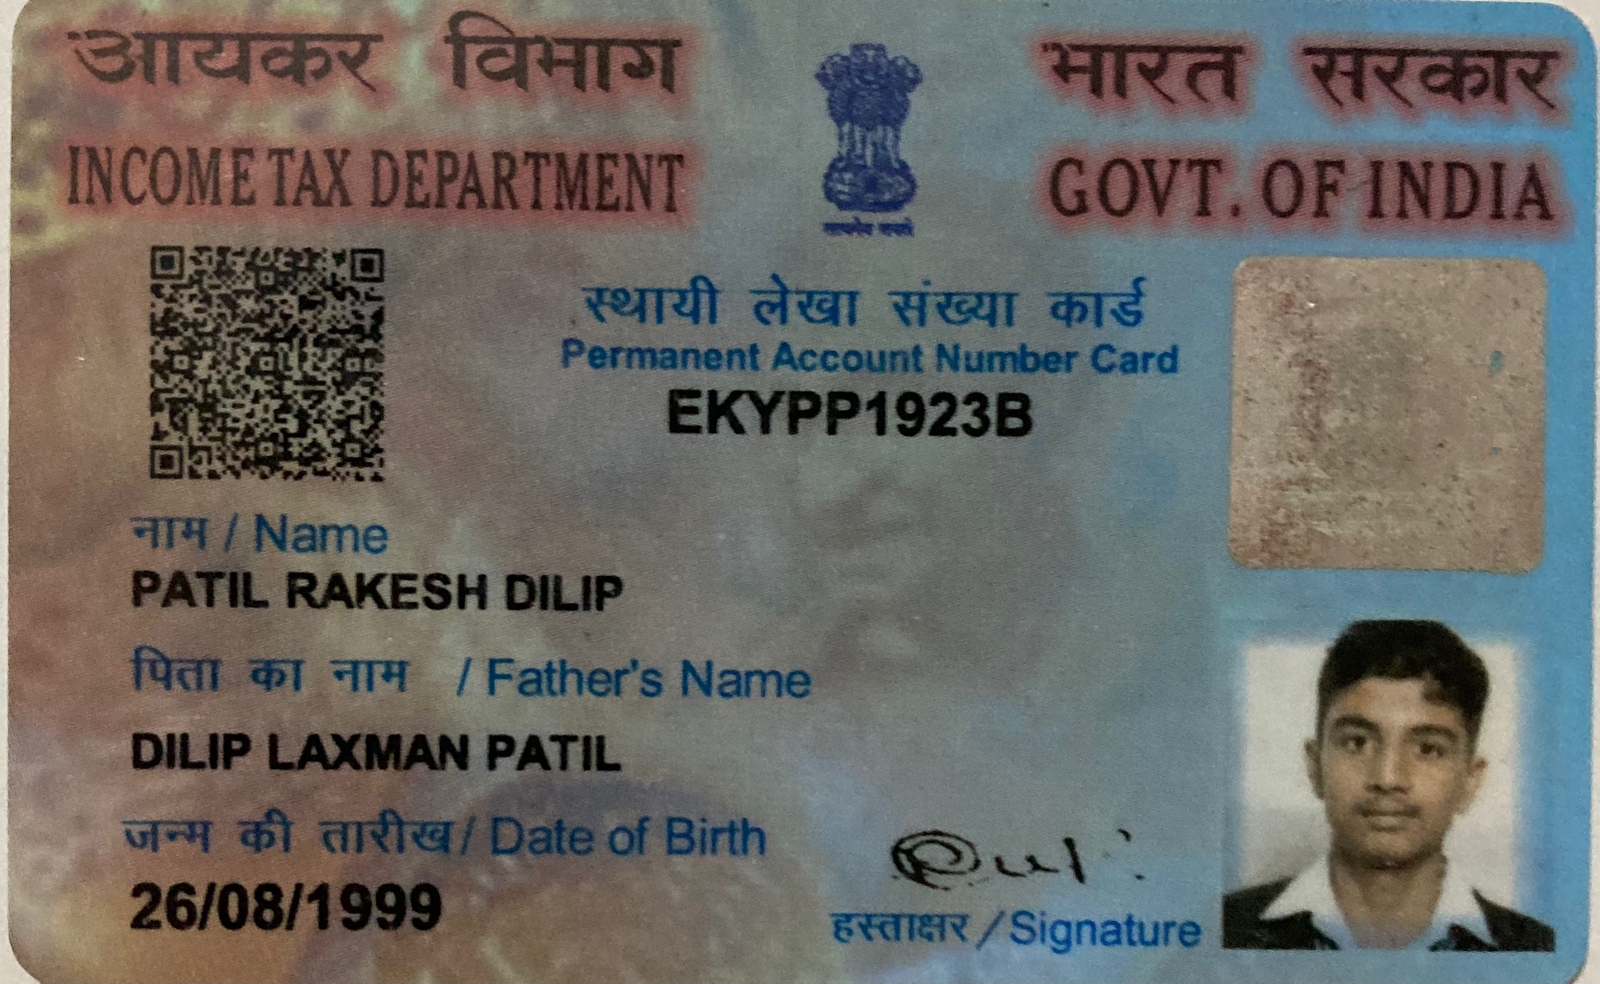 आयकर विभाग
INCOME TAX DEPARTMENT
भारत सरकार
GOVT. OF INDIA
सत्यमेव जयते
स्थायी लेखा संख्या कार्ड
Permanent Account Number Card
EKYPP1923B
नाम / Name
PATIL RAKESH DILIP
पिता का नाम / Father's Name
DILIP LAXMAN PATIL
जन्म की तारीख / Date of Birth
26/08/1999
हस्ताक्षर / Signature